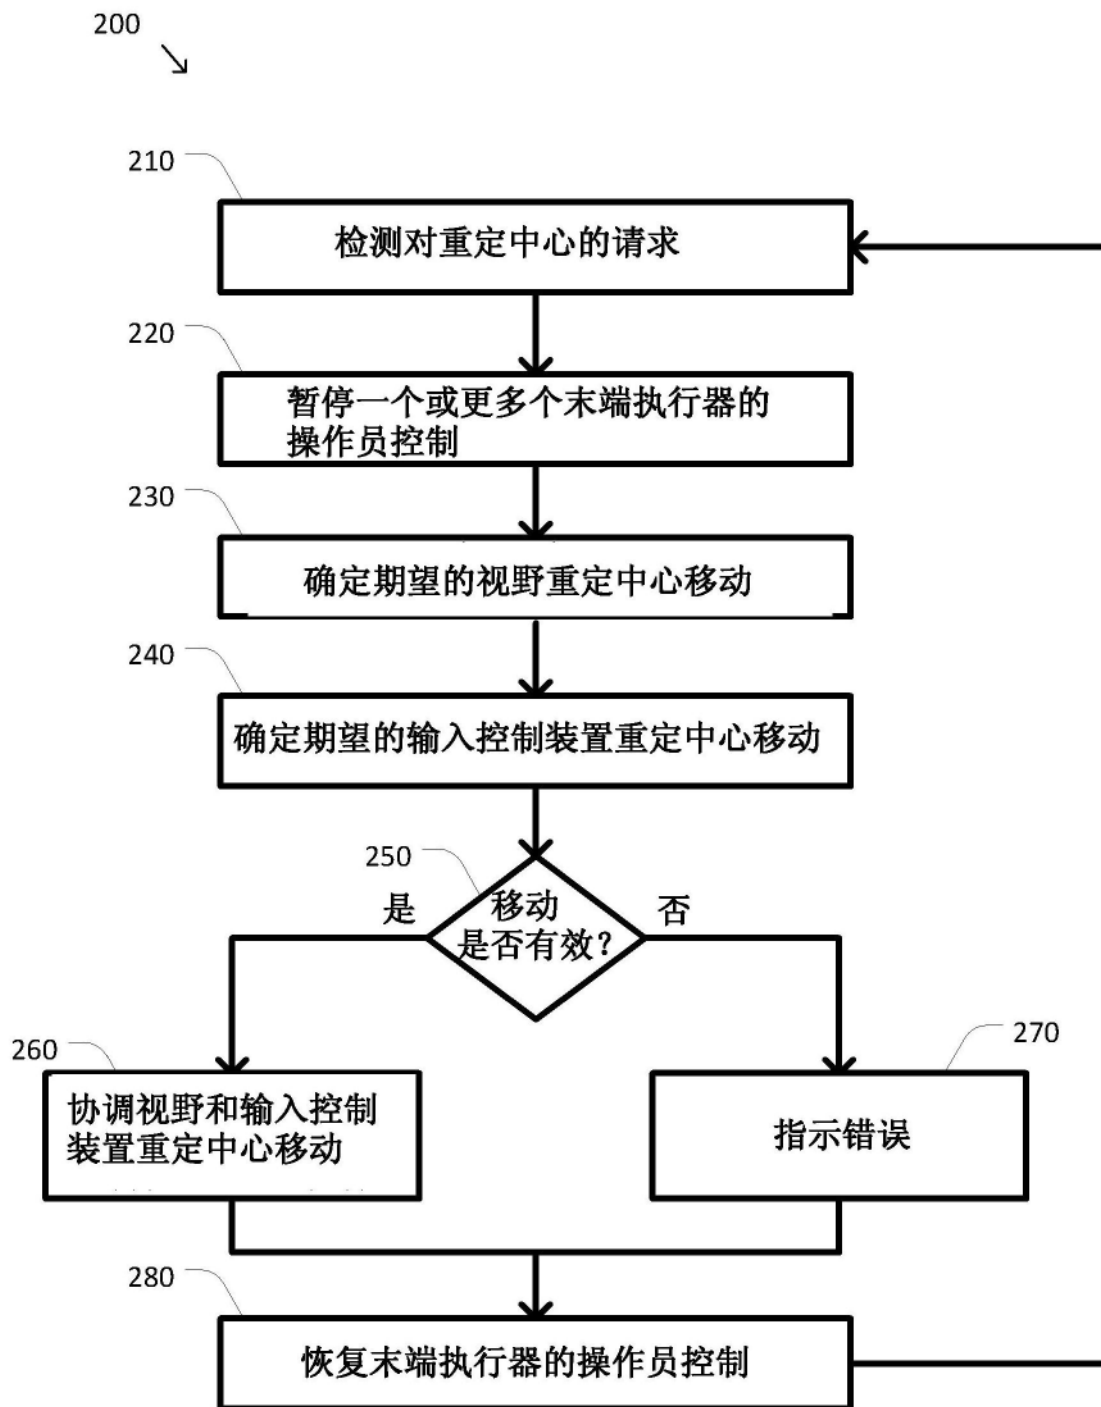 200
210
检测对重定中心的请求
220
暂停一个或更多个末端执行器的
操作员控制
230
确定期望的视野重定中心移动
240
确定期望的输入控制装置重定中心移动
250
是
移动
是否有效?
否
260
协调视野和输入控制
装置重定中心移动
270
指示错误
280
恢复末端执行器的操作员控制